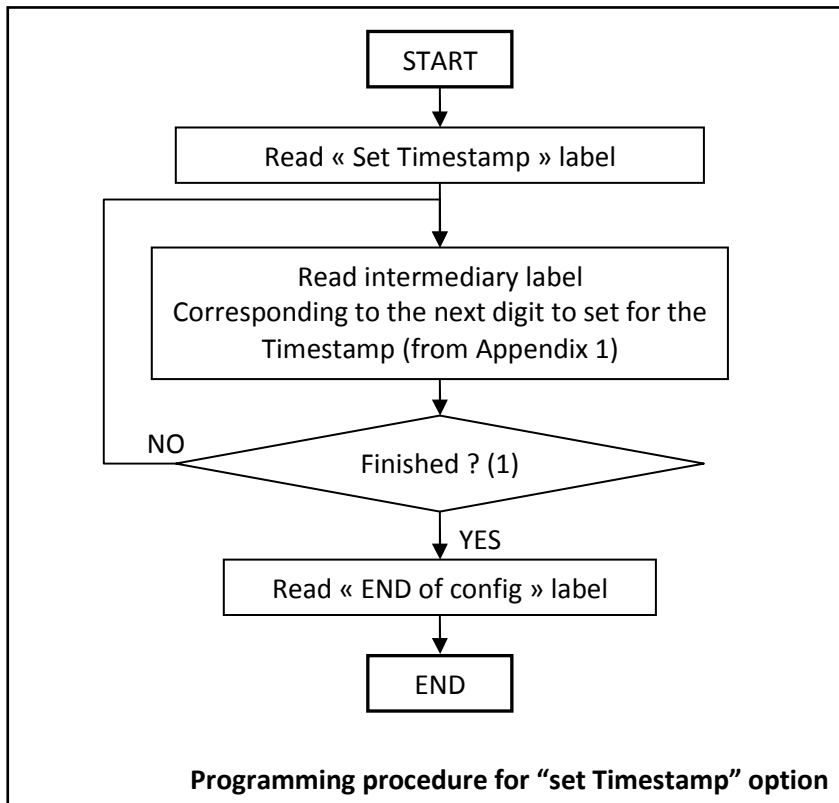 START
Read « Set Timestamp » label
Read intermediary label
Corresponding to the next digit to set for the
Timestamp (from Appendix 1)
NO
Finished ? (1)
YES
Read « END of config » label
END
Programming procedure for “set Timestamp” option